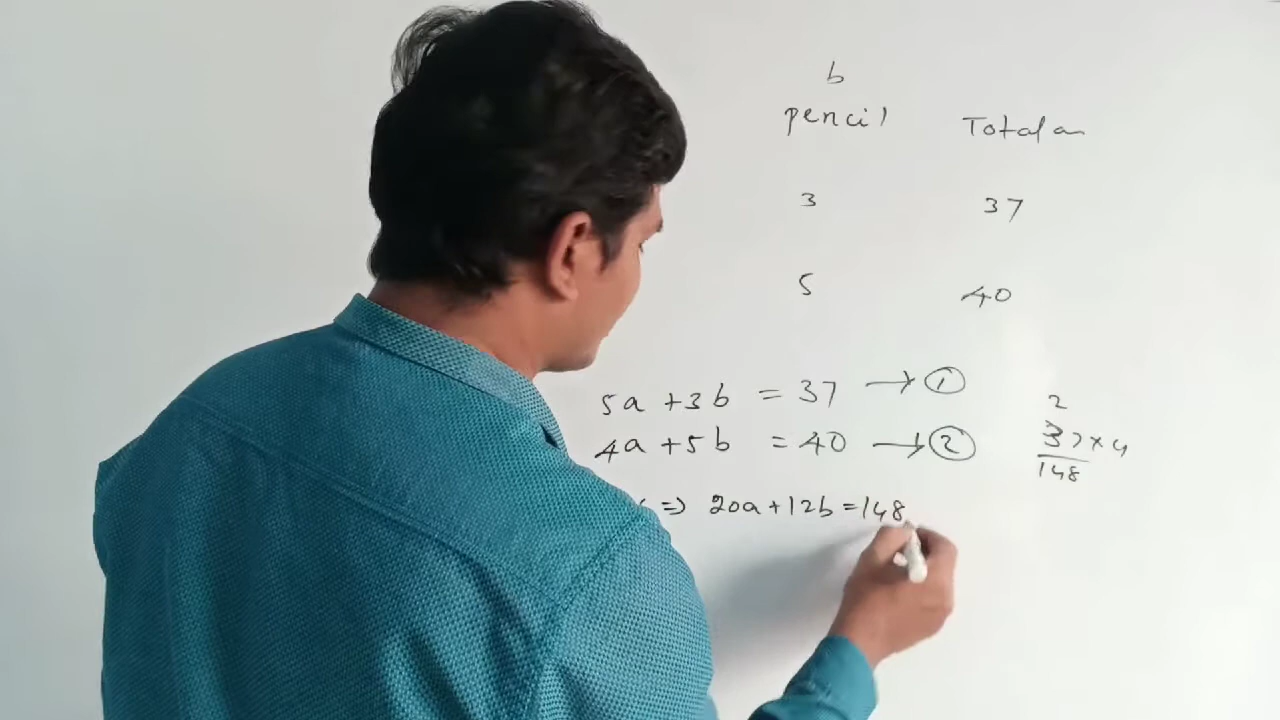 b
pencil Total am
3 37
5 40
5a + 3b = 37 → ①
4a + 5b = 40 → ②
2
37 × 4
148
=> 20a + 12b = 148